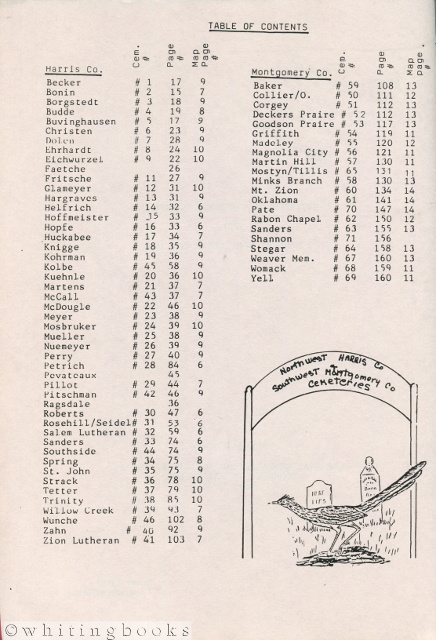 TABLE OF CONTENTS
Harris Co. Cem. # Page # Map Page #
Becker # 1 17 9
Bonin # 2 15 7
Borgstedt # 3 18 9
Budde # 4 19 8
Buvinghausen # 5 17 9
Christen # 6 23 9
Dolen # 7 28 9
Ehrhardt # 8 24 10
Eichwurzel # 9 22 10
Faetche 26
Fritsche # 11 27 9
Glameyer # 12 31 10
Hargraves # 13 31 9
Helfrich # 14 32 6
Hoffmeister # 15 33 9
Hopfe # 16 33 6
Huckabee # 17 34 7
Knigge # 18 35 9
Kohrman # 19 36 9
Kolbe # 45 58 9
Kuehnle # 20 36 10
Martens # 21 37 7
McCall # 43 37 7
McDougle # 22 46 10
Meyer # 23 38 9
Mosbruker # 24 39 10
Mueller # 25 38 9
Nuemeyer # 26 39 9
Perry # 27 40 9
Petrich # 28 84 6
Pevateaux 45
Pillot # 29 44 7
Pitschman # 42 46 9
Ragsdale 36
Roberts # 30 47 6
Rosehill/Seidel# 31 53 6
Salem Lutheran # 32 59 6
Sanders # 33 74 6
Southside # 44 74 9
Spring # 34 75 8
St. John # 35 75 9
Strack # 36 78 10
Tetter # 37 79 10
Trinity # 38 85 10
Willow Creek # 39 93 7
Wunche # 46 102 8
Zahn # 40 92 9
Zion Lutheran # 41 103 7
Montgomery Co. Cem. # Page # Map Page #
Baker # 59 108 13
Collier/O. # 50 111 12
Corgey # 51 112 13
Deckers Praire # 52 112 13
Goodson Praire # 53 117 13
Griffith # 54 119 11
Madeley # 55 120 12
Magnolia City # 56 121 11
Martin Hill # 57 130 11
Mostyn/Tillis # 65 131 11
Minks Branch # 58 130 13
Mt. Zion # 60 134 14
Oklahoma # 61 141 14
Pate # 70 147 14
Rabon Chapel # 62 150 12
Sanders # 63 155 13
Shannon # 71 156
Stegar # 64 158 13
Weaver Mem. # 67 160 13
Womack # 68 159 11
Yell # 69 160 11
Northwest HARRIS Co
+
Southwest Montgomery Co
Cemeteries
©whitingbooks